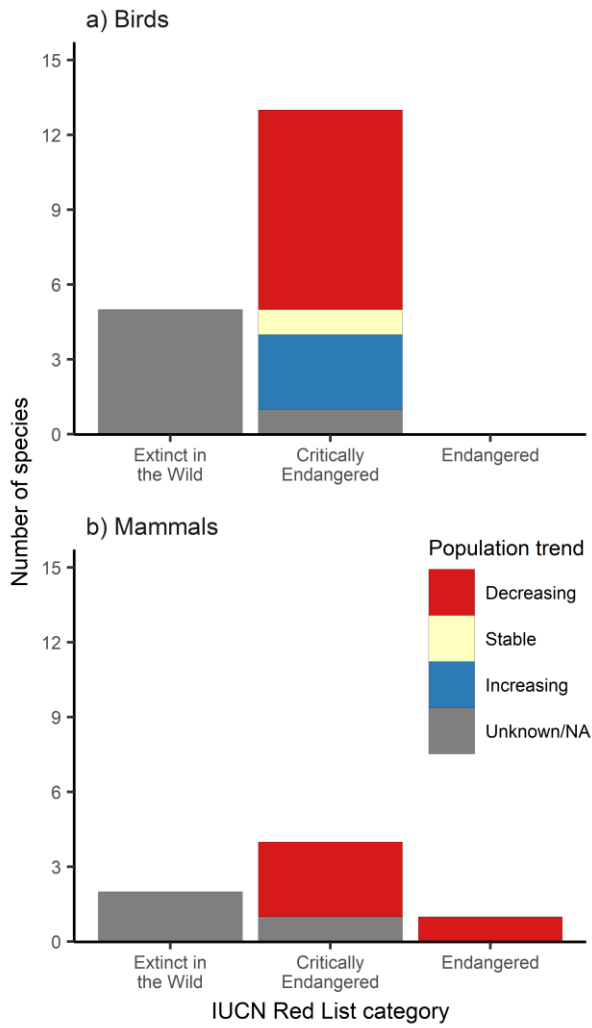 a) Birds
15
12
9
6
3
0
Extinct in
the Wild
Critically
Endangered
Endangered
Number of species
b) Mammals
15
12
9
6
3
0
Population trend
Decreasing
Stable
Increasing
Unknown/NA
Extinct in
the Wild
Critically
Endangered
Endangered
IUCN Red List category